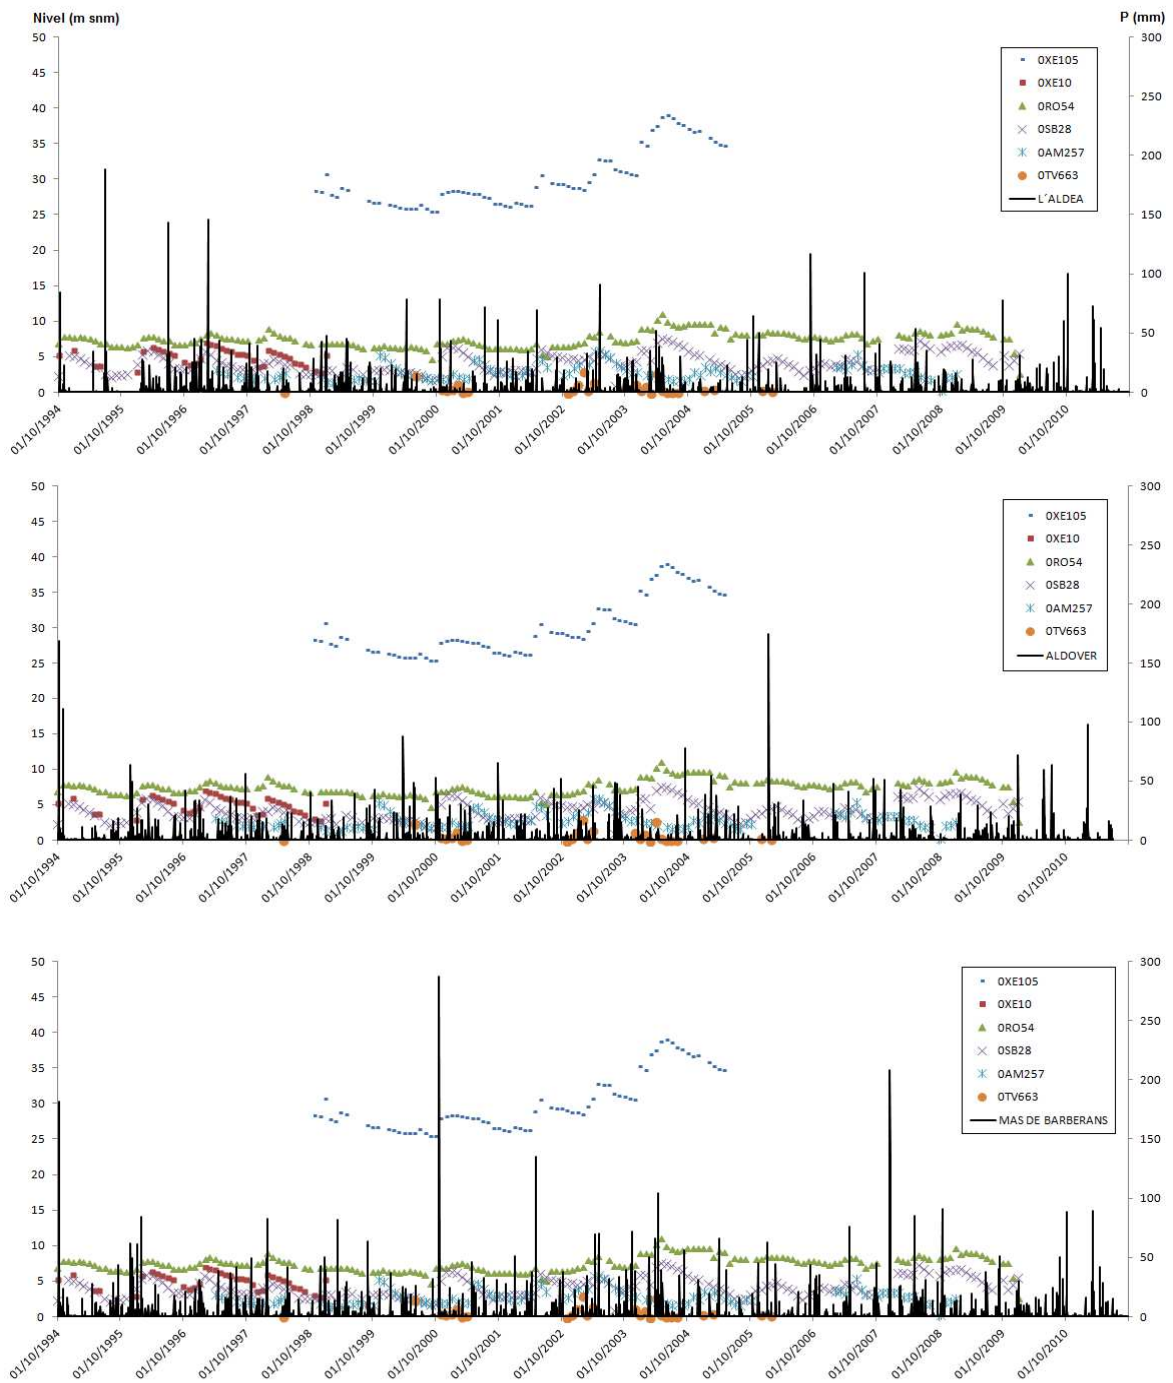 Nivel (m snm) P (mm)
50 300
45
40 250
35
30 200
25 150
20
15 100
10
5 50
0 0
0XE105
0XE10
0RO54
0SB28
0AM257
0TV663
L´ALDEA
01/10/1994 01/10/1995 01/10/1996 01/10/1997 01/10/1998 01/10/1999 01/10/2000 01/10/2001 01/10/2002 01/10/2003 01/10/2004 01/10/2005 01/10/2006 01/10/2007 01/10/2008 01/10/2009 01/10/2010
50 300
45
40 250
35
30 200
25 150
20
15 100
10
5 50
0 0
0XE105
0XE10
0RO54
0SB28
0AM257
0TV663
ALDOVER
01/10/1994 01/10/1995 01/10/1996 01/10/1997 01/10/1998 01/10/1999 01/10/2000 01/10/2001 01/10/2002 01/10/2003 01/10/2004 01/10/2005 01/10/2006 01/10/2007 01/10/2008 01/10/2009 01/10/2010
50 300
45
40 250
35
30 200
25 150
20
15 100
10
5 50
0 0
0XE105
0XE10
0RO54
0SB28
0AM257
0TV663
MAS DE BARBERANS
01/10/1994 01/10/1995 01/10/1996 01/10/1997 01/10/1998 01/10/1999 01/10/2000 01/10/2001 01/10/2002 01/10/2003 01/10/2004 01/10/2005 01/10/2006 01/10/2007 01/10/2008 01/10/2009 01/10/2010